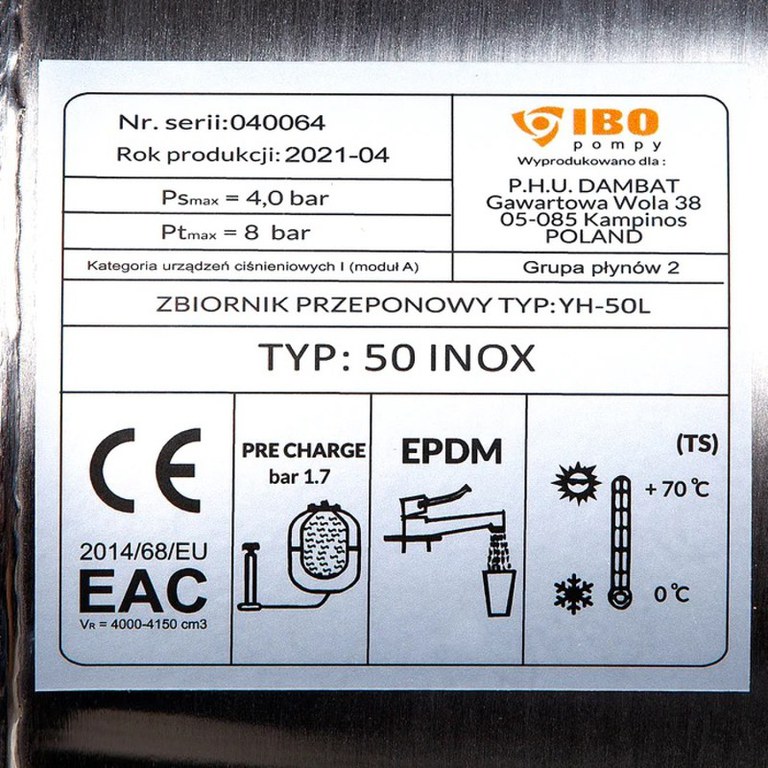 Nr. serii:040064
Rok produkcji: 2021-04
Psmax = 4,0 bar
Ptmax = 8 bar
Kategoria urządzeń ciśnieniowych I (moduł A)
IBO
pompy
Wyprodukowano dla :
P.H.U. DAMBAT
Gawartowa Wola 38
05-085 Kampinos
POLAND
Grupa płynów 2
ZBIORNIK PRZEPONOWY TYP:YH-50L
TYP: 50 INOX
CE
2014/68/EU
EAC
VR = 4000-4150 cm3
PRE CHARGE
bar 1.7
EPDM
(TS)
+ 70 °C
0 °C